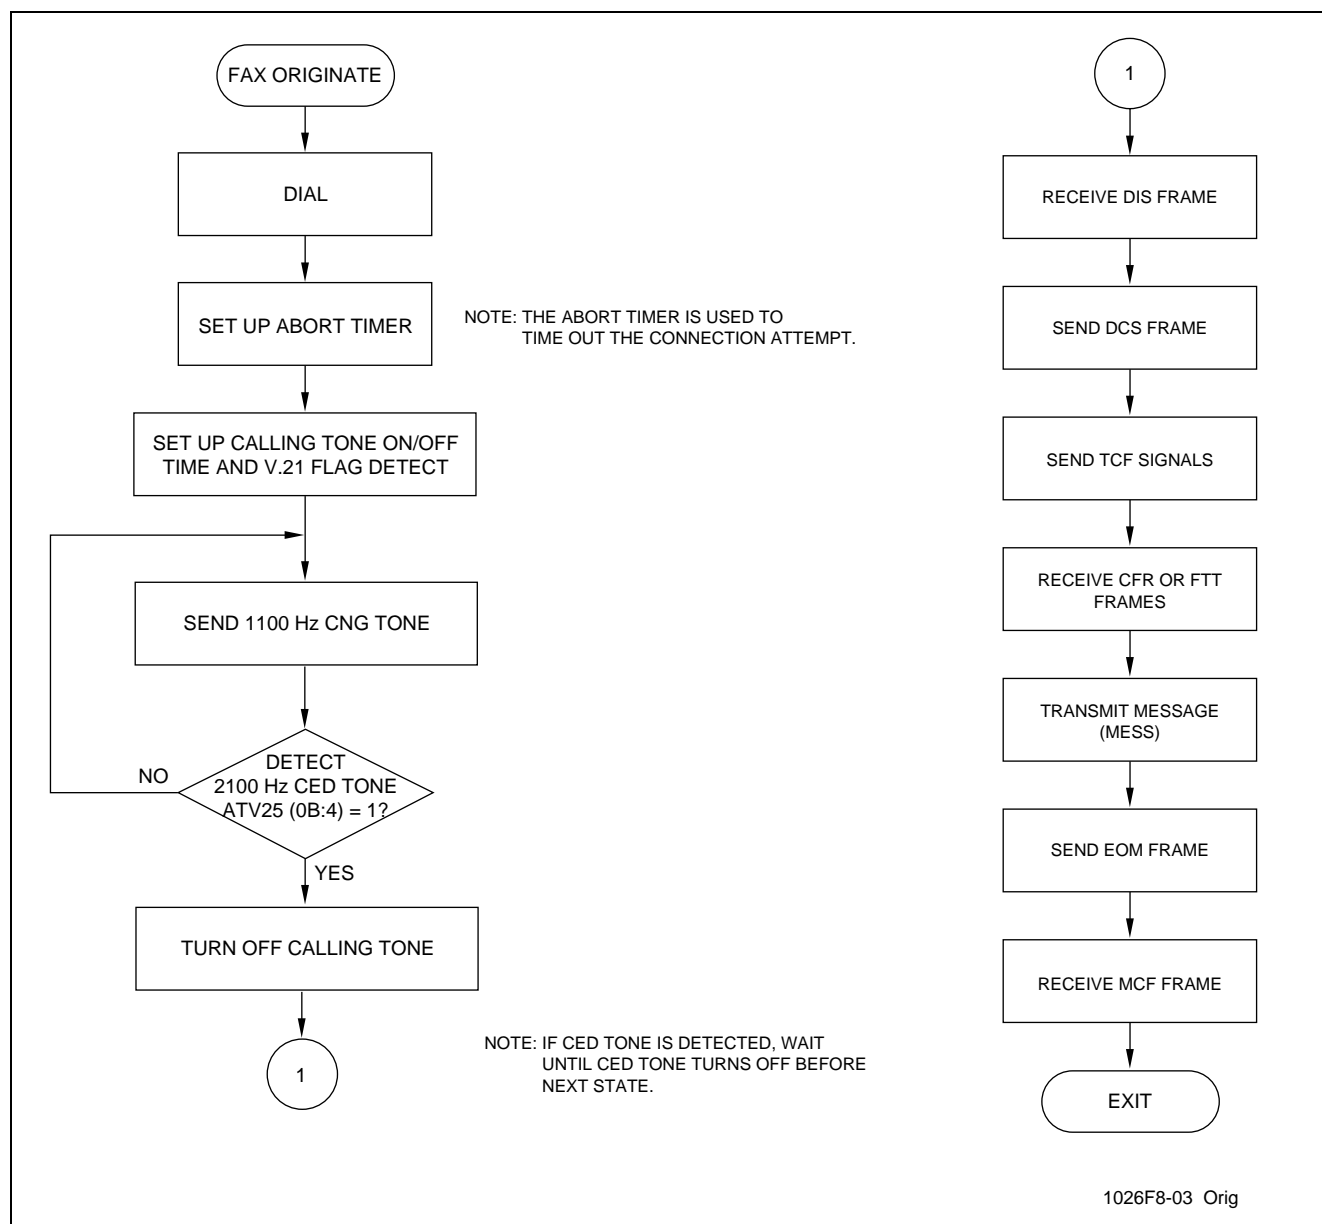 FAX ORIGINATE
DIAL
SET UP ABORT TIMER
NOTE: THE ABORT TIMER IS USED TO
TIME OUT THE CONNECTION ATTEMPT.
SET UP CALLING TONE ON/OFF
TIME AND V.21 FLAG DETECT
SEND 1100 Hz CNG TONE
DETECT
2100 Hz CED TONE
ATV25 (0B:4) = 1?
NO
YES
TURN OFF CALLING TONE
1
NOTE: IF CED TONE IS DETECTED, WAIT
UNTIL CED TONE TURNS OFF BEFORE
NEXT STATE.
1
RECEIVE DIS FRAME
SEND DCS FRAME
SEND TCF SIGNALS
RECEIVE CFR OR FTT
FRAMES
TRANSMIT MESSAGE
(MESS)
SEND EOM FRAME
RECEIVE MCF FRAME
EXIT
1026F8-03 Orig